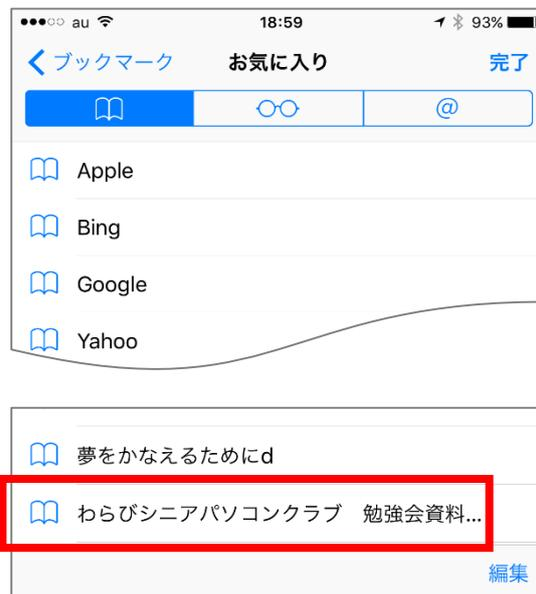 au 18:59 93%
ブックマーク お気に入り 完了
@
Apple
Bing
Google
Yahoo
夢をかなえるためにd
わらびシニアパソコンクラブ　勉強会資料...
編集